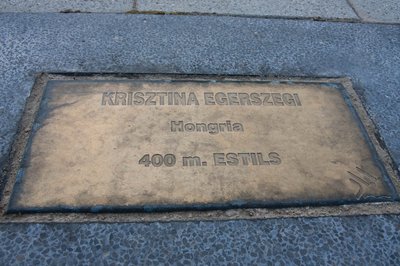 KRISZTINA EGERSZEGI
Hongria
400 m. ESTILS